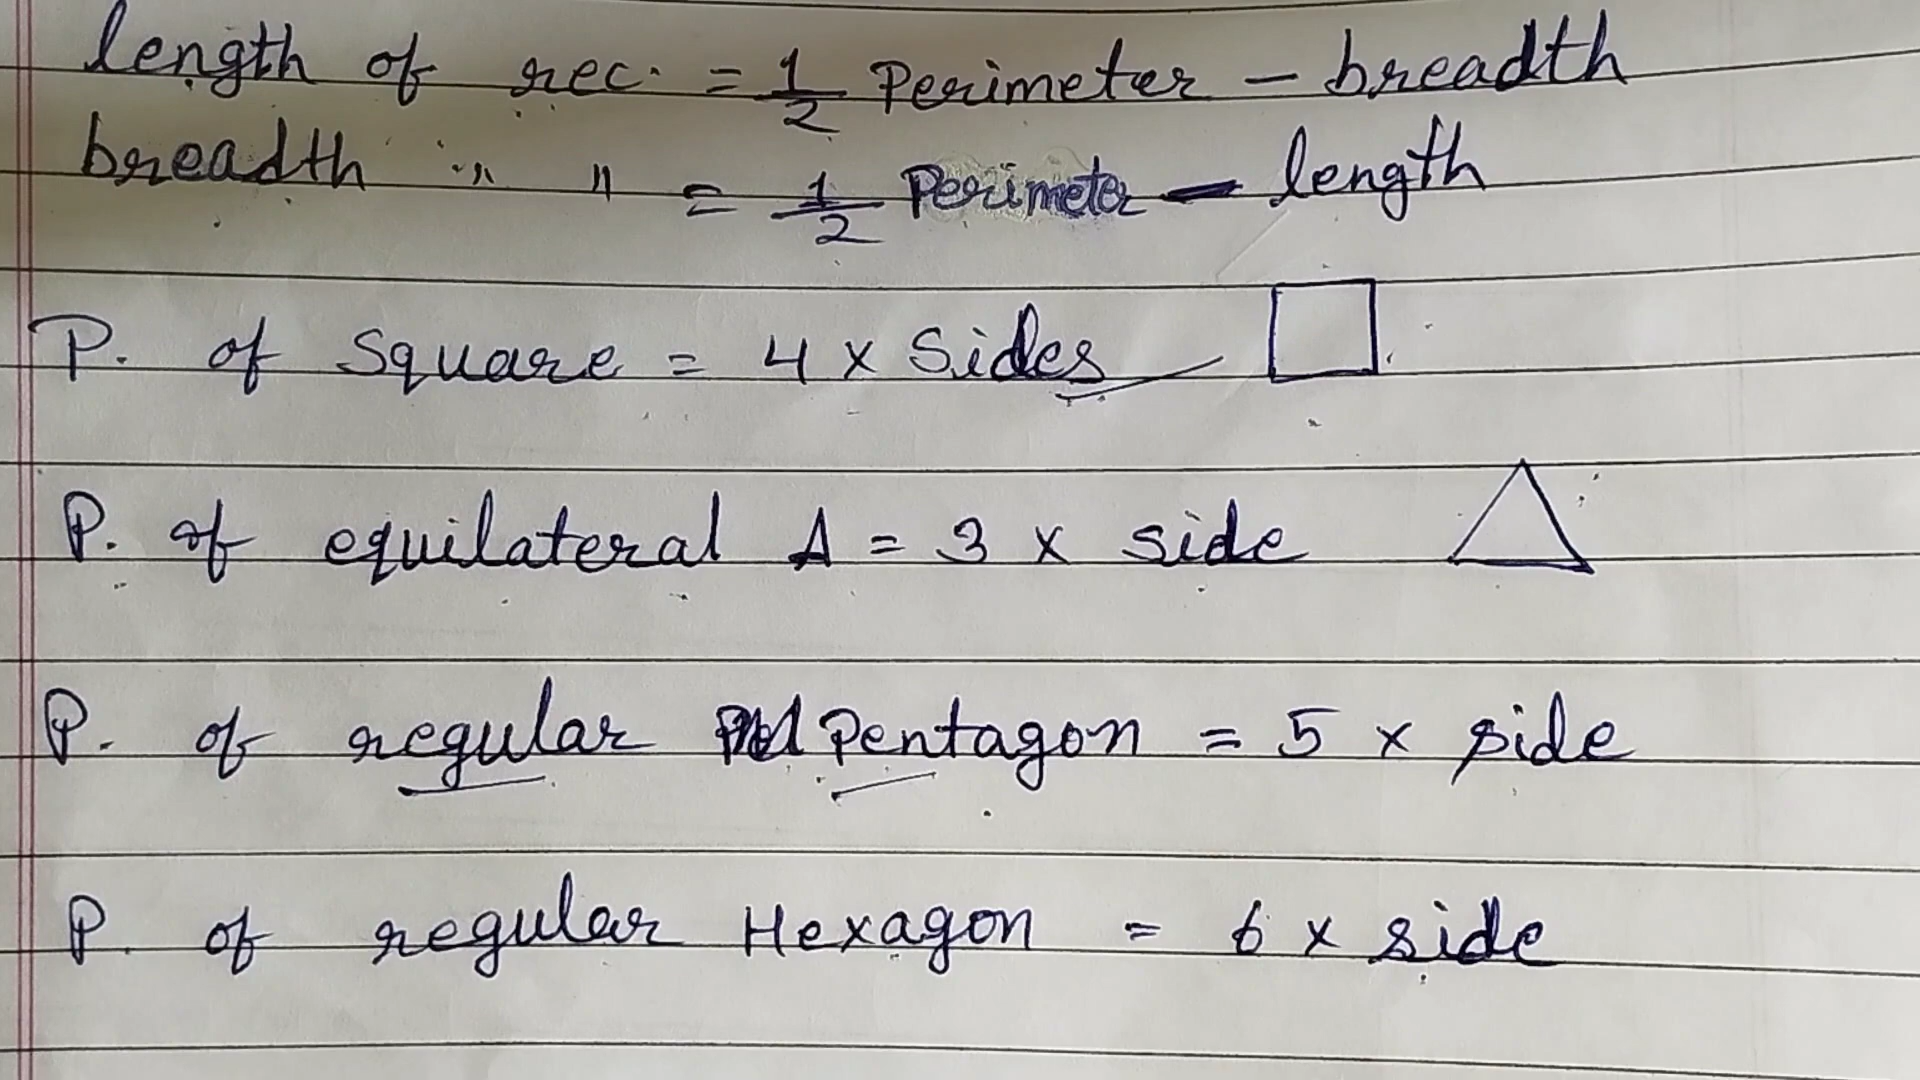 length of rec. = 1/2 Perimeter - breadth
breadth " " = 1/2 Perimeter - length
P. of Square = 4 x Sides
P. of equilateral Δ = 3 x side
P. of regular Pentagon = 5 x side
P. of regular Hexagon = 6 x side